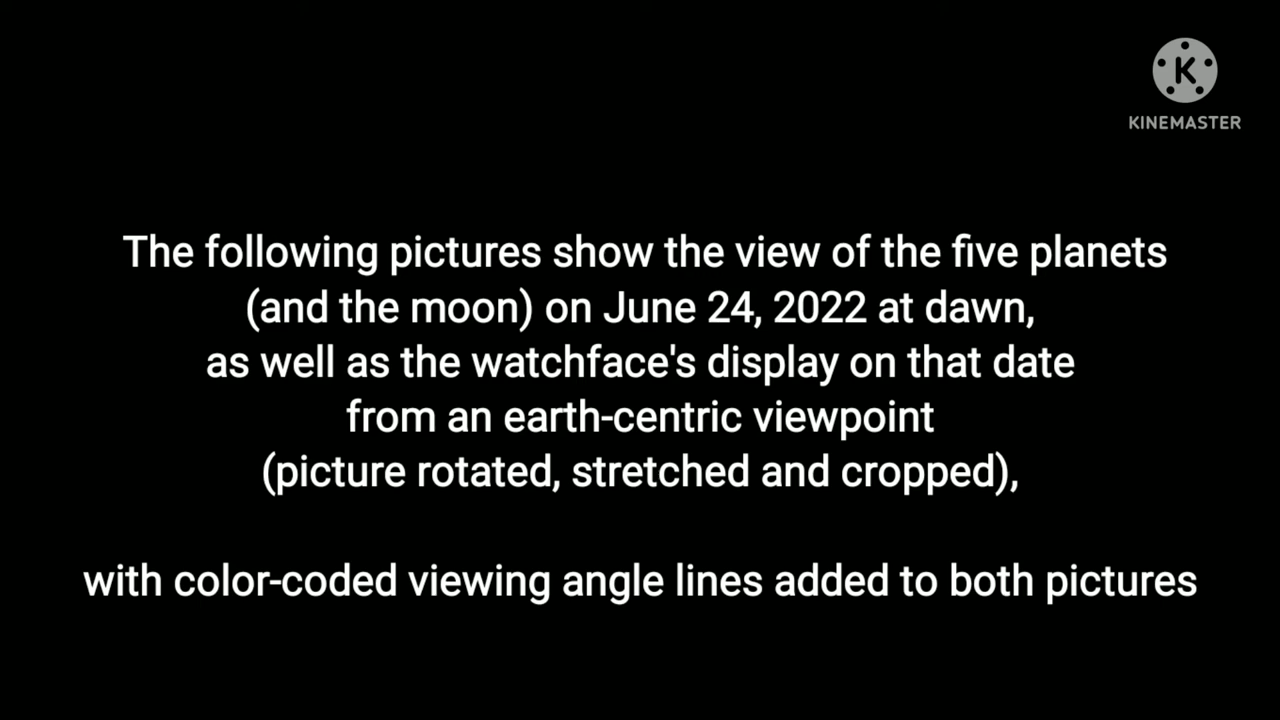 K
KINEMASTER
The following pictures show the view of the five planets
(and the moon) on June 24, 2022 at dawn,
as well as the watchface's display on that date
from an earth-centric viewpoint
(picture rotated, stretched and cropped),
with color-coded viewing angle lines added to both pictures